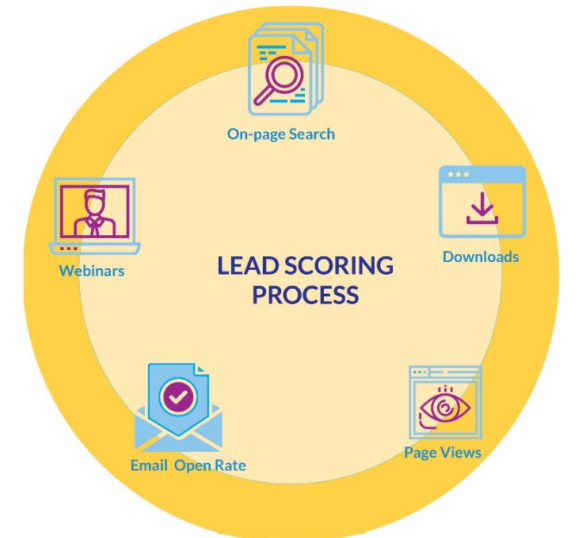 On-page Search
Webinars
Downloads
LEAD SCORING
PROCESS
Email Open Rate
Page Views